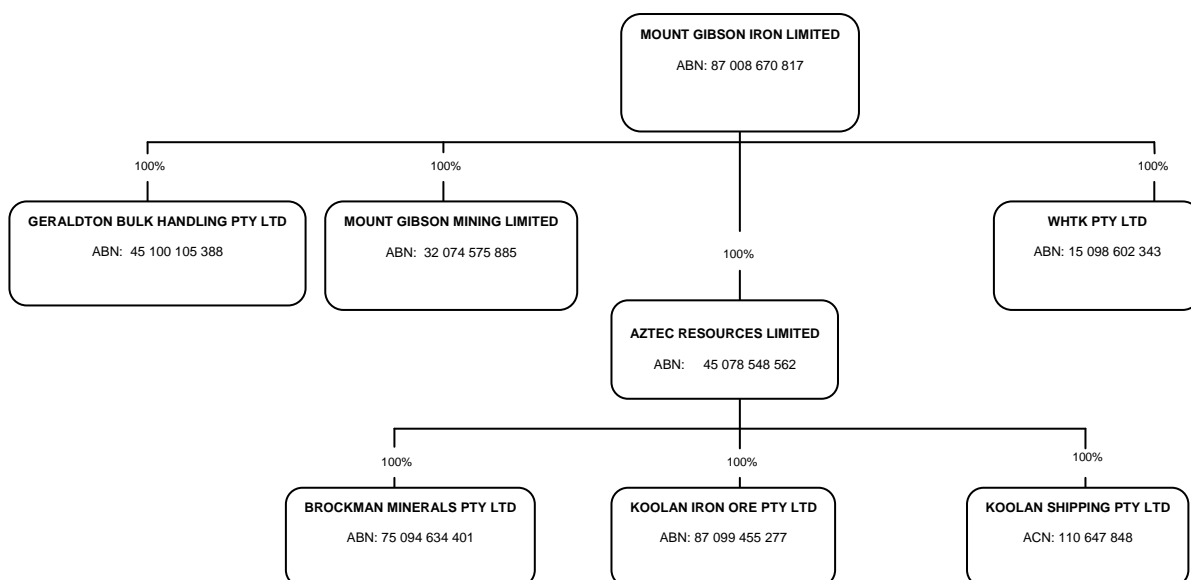 MOUNT GIBSON IRON LIMITED
ABN: 87 008 670 817
100%
100%
100%
GERALDTON BULK HANDLING PTY LTD
ABN: 45 100 105 388
MOUNT GIBSON MINING LIMITED
ABN: 32 074 575 885
WHTK PTY LTD
ABN: 15 098 602 343
100%
AZTEC RESOURCES LIMITED
ABN: 45 078 548 562
100%
100%
100%
BROCKMAN MINERALS PTY LTD
ABN: 75 094 634 401
KOOLAN IRON ORE PTY LTD
ABN: 87 099 455 277
KOOLAN SHIPPING PTY LTD
ACN: 110 647 848